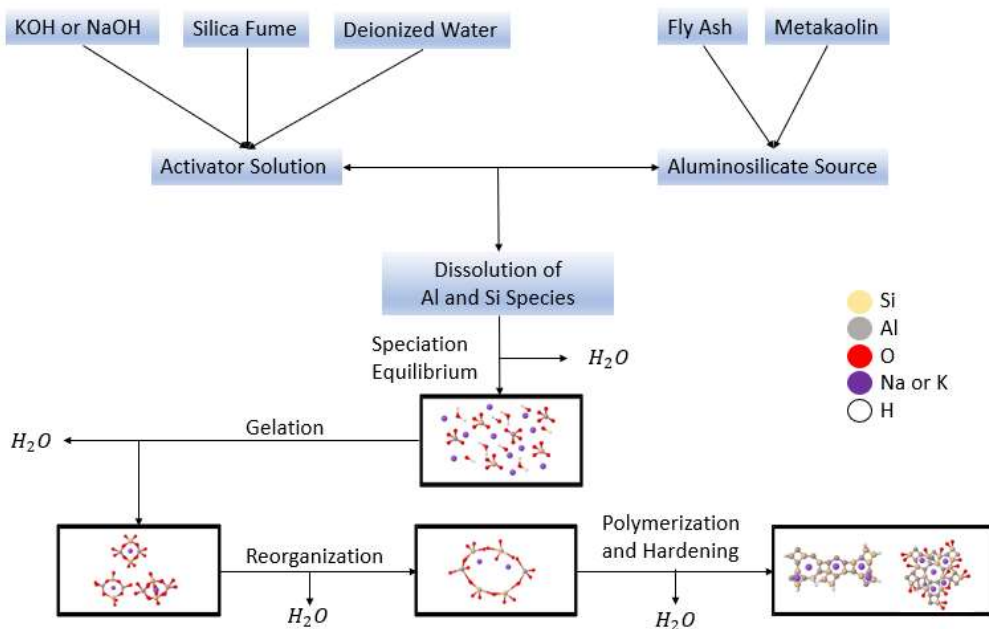 KOH or NaOH
Silica Fume
Deionized Water
Fly Ash
Metakaolin
Activator Solution
Aluminosilicate Source
Dissolution of
Al and Si Species
Si
Al
O
Na or K
H
Speciation
Equilibrium
H₂O
Gelation
H₂O
Reorganization
H₂O
Polymerization
and Hardening
H₂O